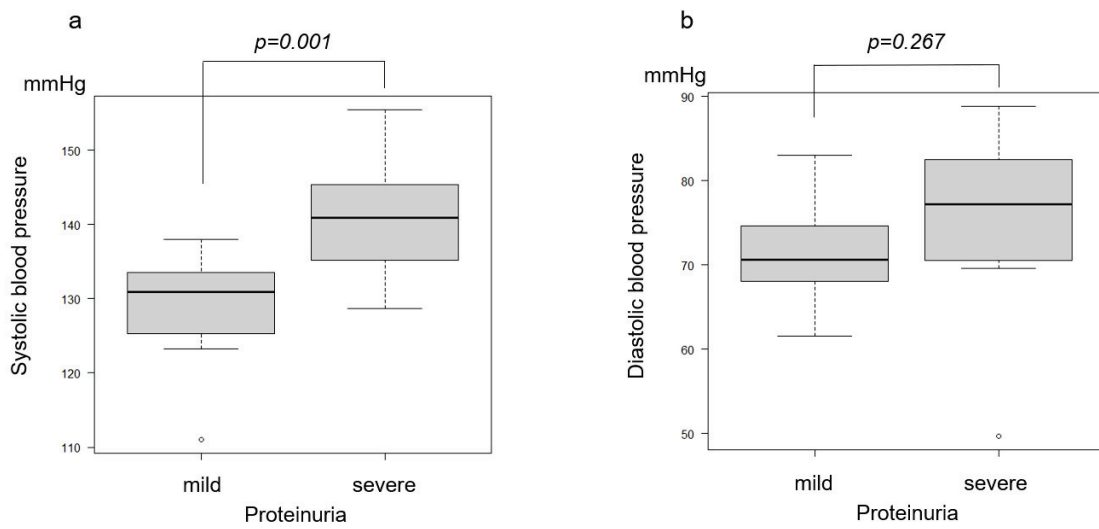 a
p=0.001
mmHg
Systolic blood pressure
150
140
130
120
110
mild severe
Proteinuria
b
p=0.267
mmHg
Diastolic blood pressure
90
80
70
60
50
mild severe
Proteinuria